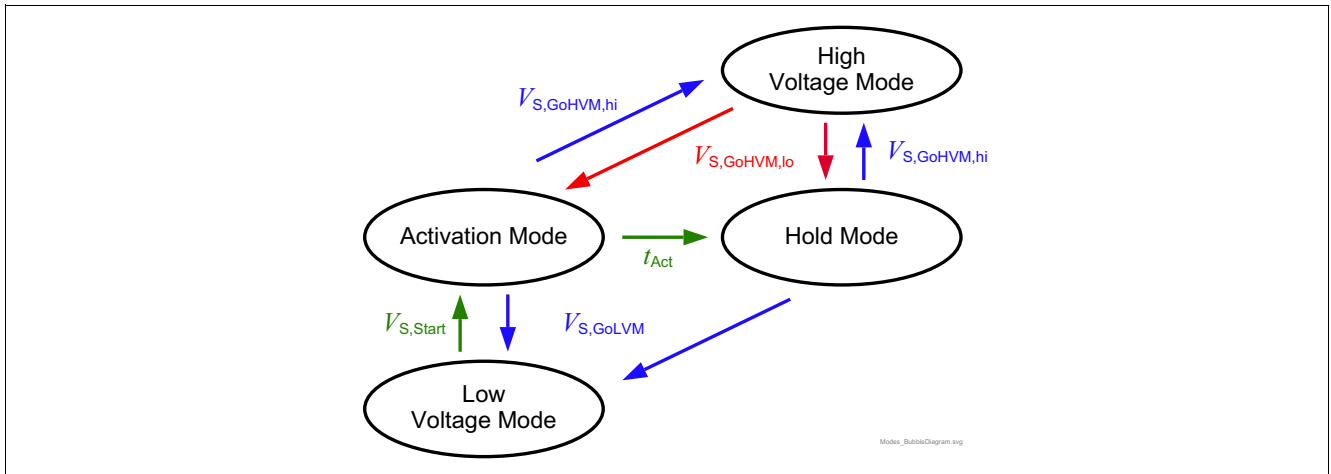 High
Voltage Mode
VS,GoHVM,hi
VS,GoHVM,lo
VS,GoHVM,hi
Activation Mode
Hold Mode
tAct
VS,Start
VS,GoLVM
Low
Voltage Mode
Modes_BubbleDiagram.svg